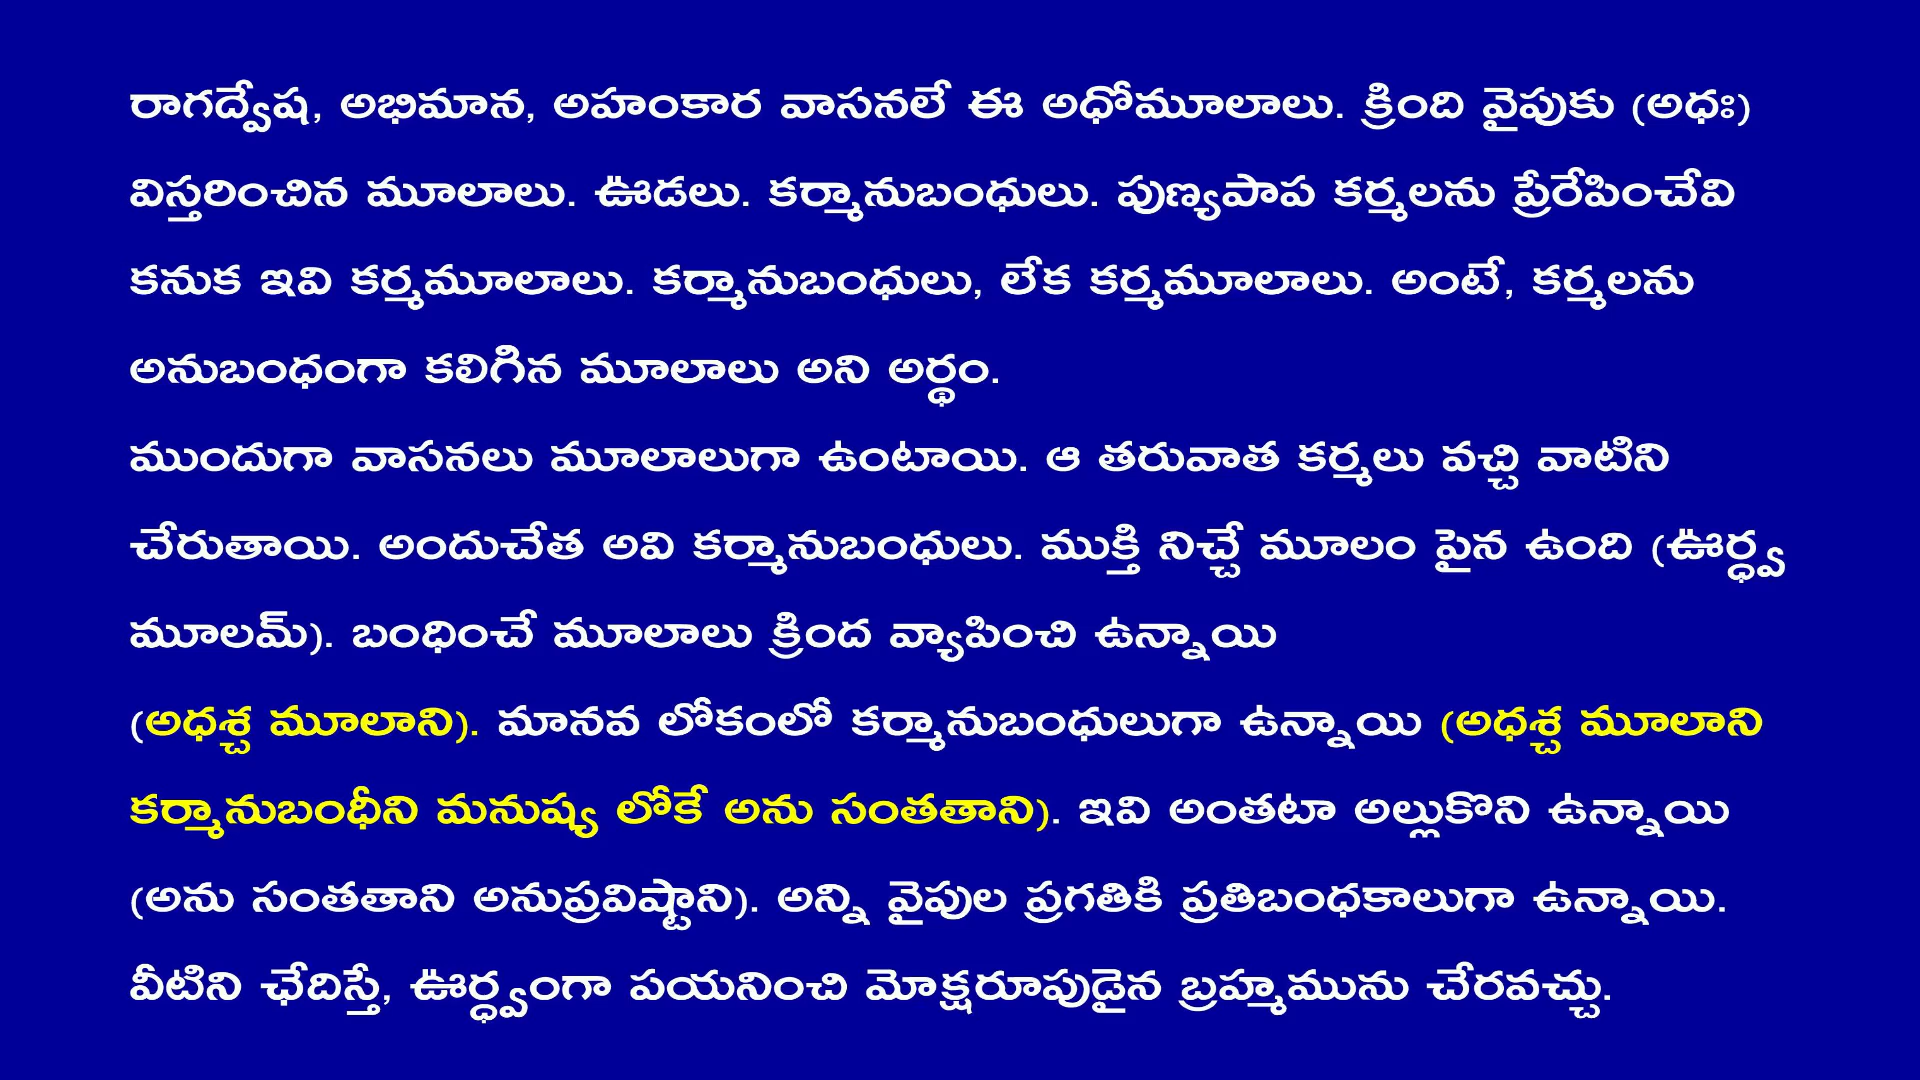 రాగద్వేష, అభిమాన, అహంకార వాసనలే ఈ అధోమూలాలు. క్రింది వైపుకు (అధః)
విస్తరించిన మూలాలు. ఊడలు. కర్మానుబంధులు. పుణ్యపాప కర్మలను ప్రేరేపించేవి
కనుక ఇవి కర్మమూలాలు. కర్మానుబంధులు, లేక కర్మమూలాలు. అంటే, కర్మలను
అనుబంధంగా కలిగిన మూలాలు అని అర్థం.
ముందుగా వాసనలు మూలాలుగా ఉంటాయి. ఆ తరువాత కర్మలు వచ్చి వాటిని
చేరుతాయి. అందుచేత అవి కర్మానుబంధులు. ముక్తి నిచ్చే మూలం పైన ఉంది (ఊర్ధ్వ
మూలమ్). బంధించే మూలాలు క్రింద వ్యాపించి ఉన్నాయి
(అధశ్చ మూలాని). మానవ లోకంలో కర్మానుబంధులుగా ఉన్నాయి (అధశ్చ మూలాని
కర్మానుబంధీని మనుష్య లోకే అను సంతతాని). ఇవి అంతటా అల్లుకొని ఉన్నాయి
(అను సంతతాని అనుప్రవిష్టాని). అన్ని వైపుల ప్రగతికి ప్రతిబంధకాలుగా ఉన్నాయి.
వీటిని ఛేదిస్తే, ఊర్ధ్వంగా పయనించి మోక్షరూపుడైన బ్రహ్మమును చేరవచ్చు.